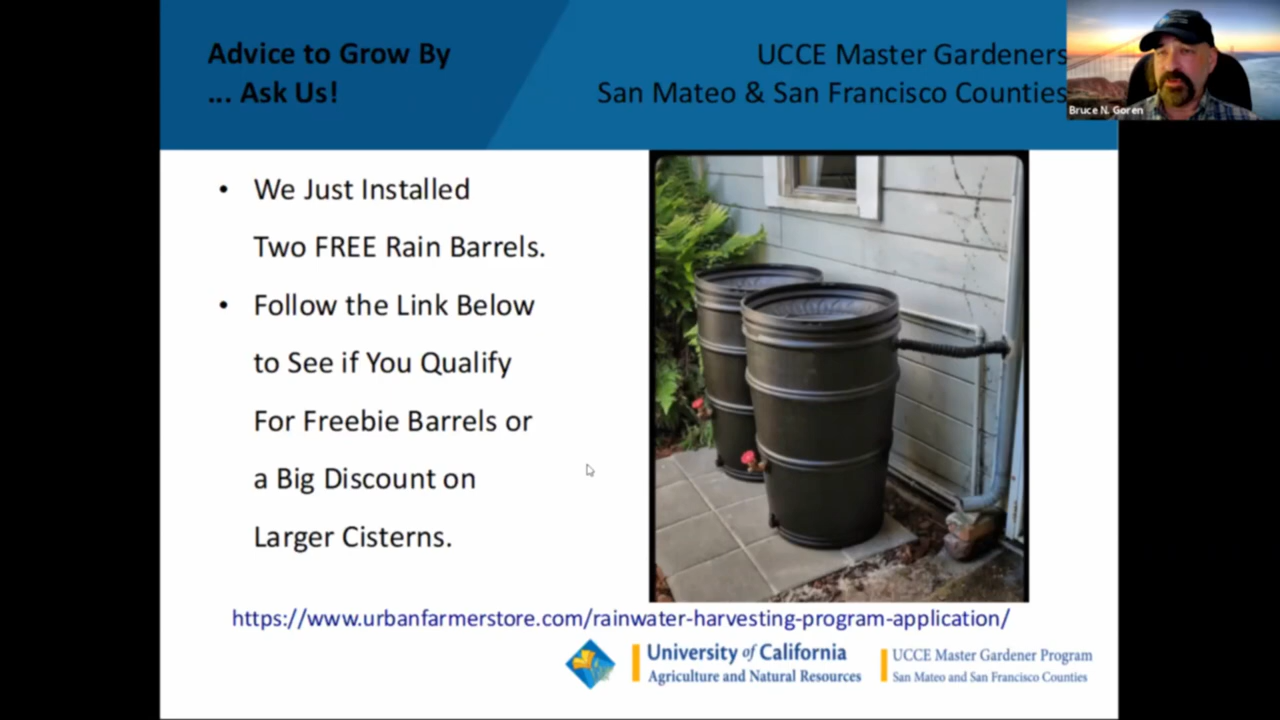 Advice to Grow By
... Ask Us!
UCCE Master Gardeners
San Mateo & San Francisco Counties
Bruce N. Goren
• We Just Installed
Two FREE Rain Barrels.
• Follow the Link Below
to See if You Qualify
For Freebie Barrels or
a Big Discount on
Larger Cisterns.
https://www.urbanfarmerstore.com/rainwater-harvesting-program-application/
University of California
Agriculture and Natural Resources
UCCE Master Gardener Program
San Mateo and San Francisco Counties